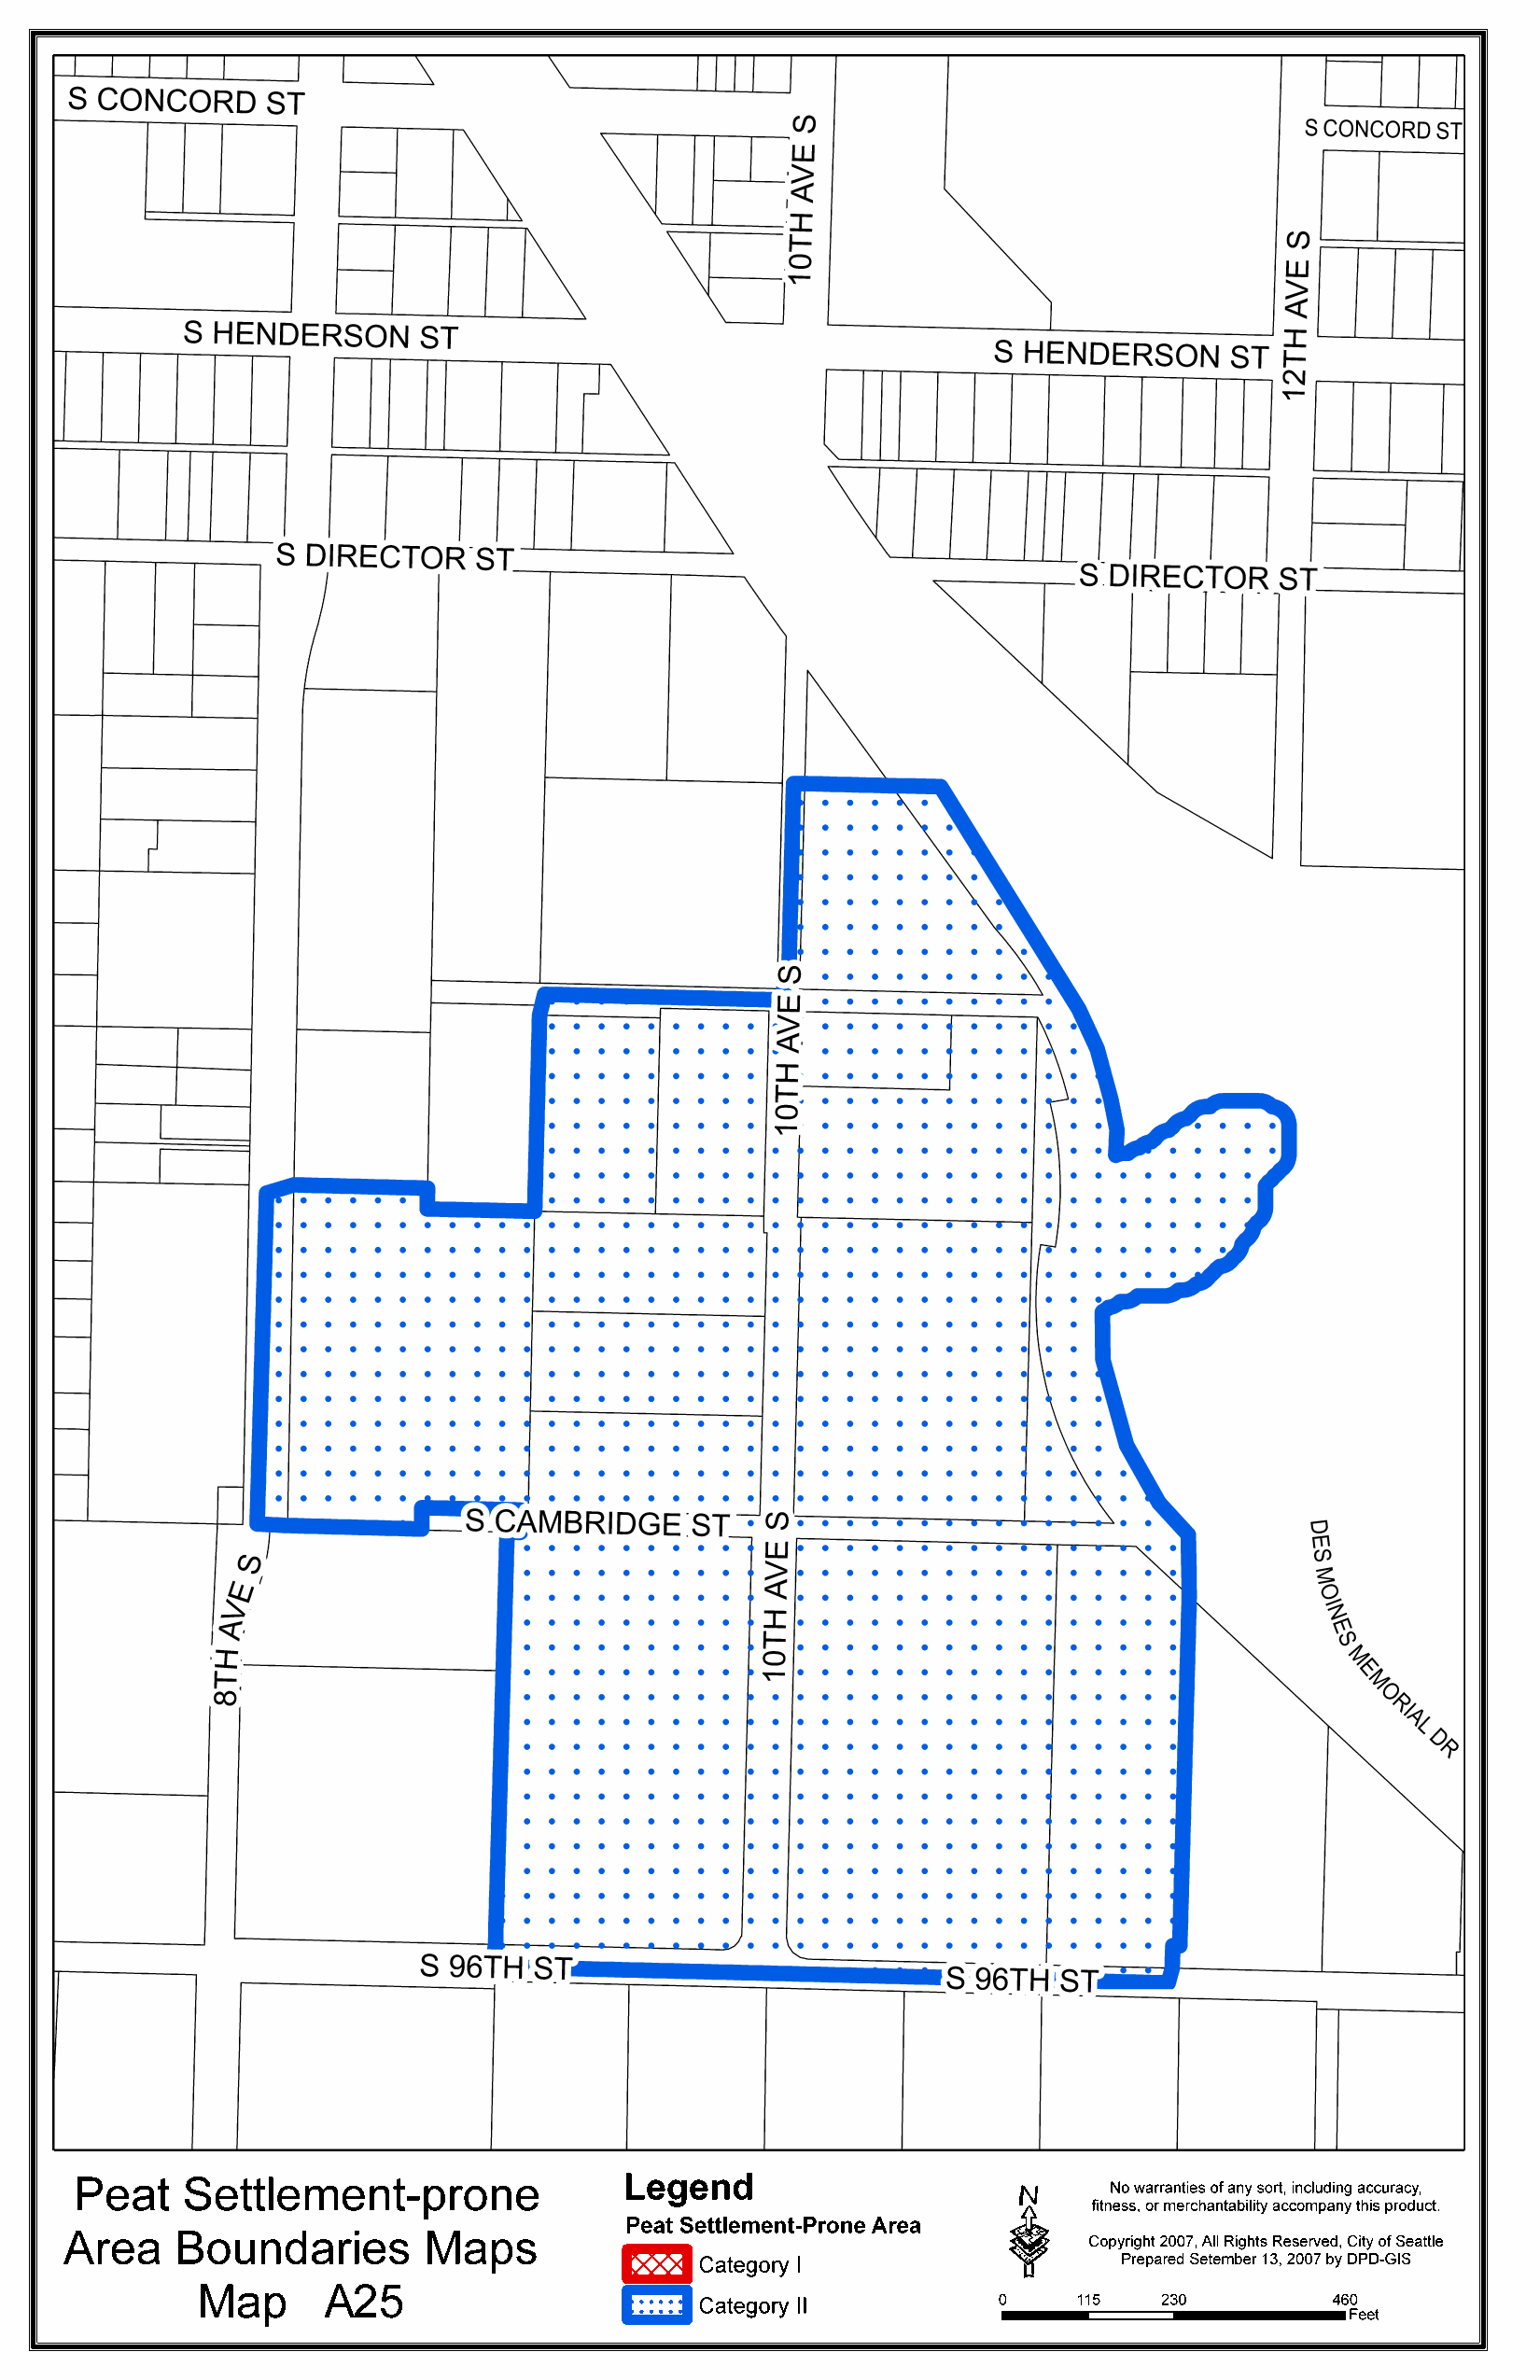 S CONCORD ST
S CONCORD ST
10TH AVE S
12TH AVE S
S HENDERSON ST
S HENDERSON ST
S DIRECTOR ST
S DIRECTOR ST
10TH AVE S
S CAMBRIDGE ST
10TH AVE S
8TH AVE S
DES MOINES MEMORIAL DR
S 96TH ST
S 96TH ST
Peat Settlement-prone
Area Boundaries Maps
Map A25
Legend
Peat Settlement-Prone Area
Category I
Category II
N
No warranties of any sort, including accuracy,
fitness, or merchantability accompany this product.
Copyright 2007, All Rights Reserved, City of Seattle
Prepared Setember 13, 2007 by DPD-GIS
0 115 230 460
Feet